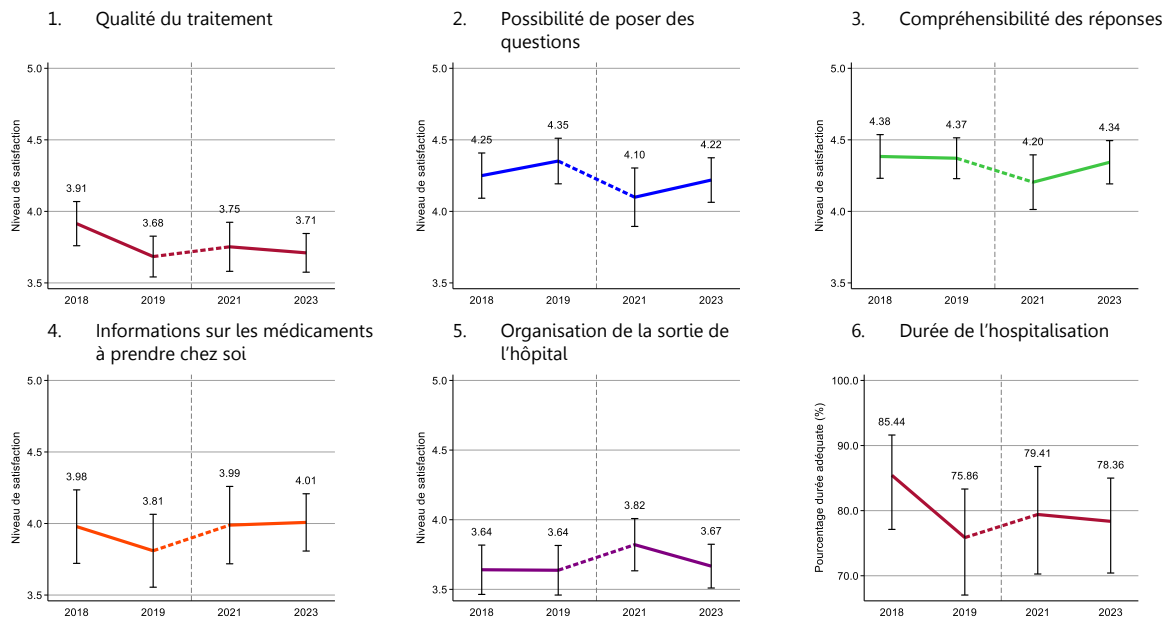 1. Qualité du traitement
5.0
4.5
4.0
3.5
Niveau de satisfaction
3.91
3.68
3.75
3.71
2018 2019 2021 2023
2. Possibilité de poser des
questions
5.0
4.5
4.0
3.5
Niveau de satisfaction
4.25
4.35
4.10
4.22
2018 2019 2021 2023
3. Compréhensibilité des réponses
5.0
4.5
4.0
3.5
Niveau de satisfaction
4.38
4.37
4.20
4.34
2018 2019 2021 2023
4. Informations sur les médicaments
à prendre chez soi
5.0
4.5
4.0
3.5
Niveau de satisfaction
3.98
3.81
3.99
4.01
2018 2019 2021 2023
5. Organisation de la sortie de
l'hôpital
5.0
4.5
4.0
3.5
Niveau de satisfaction
3.64
3.64
3.82
3.67
2018 2019 2021 2023
6. Durée de l'hospitalisation
100.0
90.0
80.0
70.0
Pourcentage durée adéquate (%)
85.44
75.86
79.41
78.36
2018 2019 2021 2023